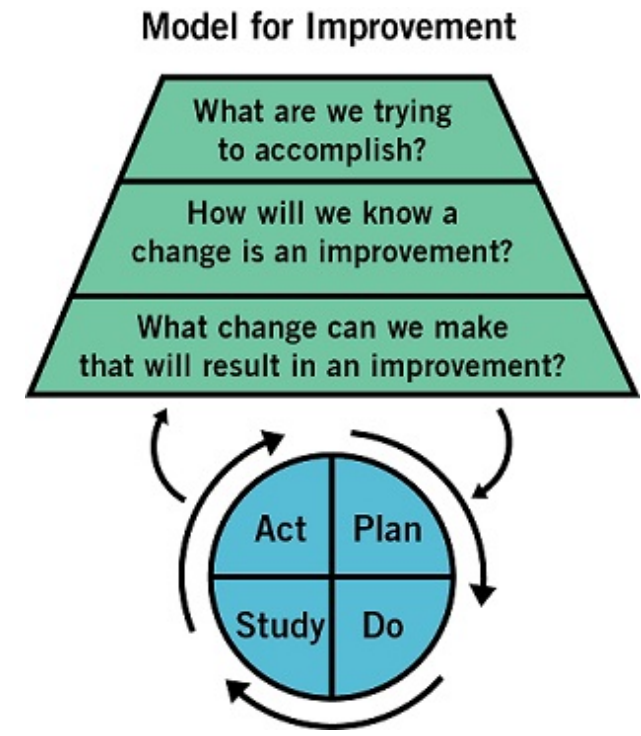 Model for Improvement
What are we trying
to accomplish?
How will we know a
change is an improvement?
What change can we make
that will result in an improvement?
Act
Plan
Study
Do